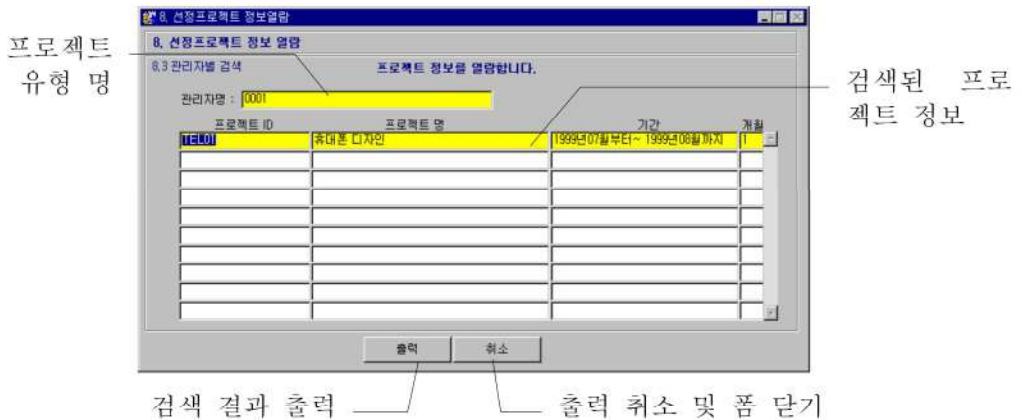 8. 선정프로젝트 정보열람
8. 선정프로젝트 정보 열람
프로젝트
유형 명
8.3 관리자별 검색
프로젝트 정보를 열람합니다.
관리자명 : 0001
검색된 프로
젝트 정보
프로젝트 ID 프로젝트 명 기간 개월
TEL01 휴대폰 디자인 1999년07월부터~ 1999년08월까지 1
출력 취소
검색 결과 출력
출력 취소 및 폼 닫기